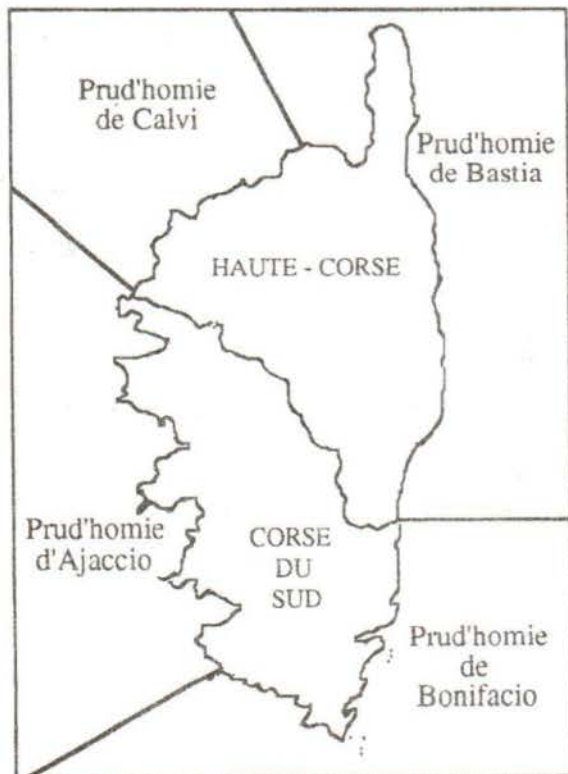 Prud'homie
de Calvi
Prud'homie
de Bastia
HAUTE - CORSE
Prud'homie
d'Ajaccio
CORSE
DU
SUD
Prud'homie
de
Bonifacio